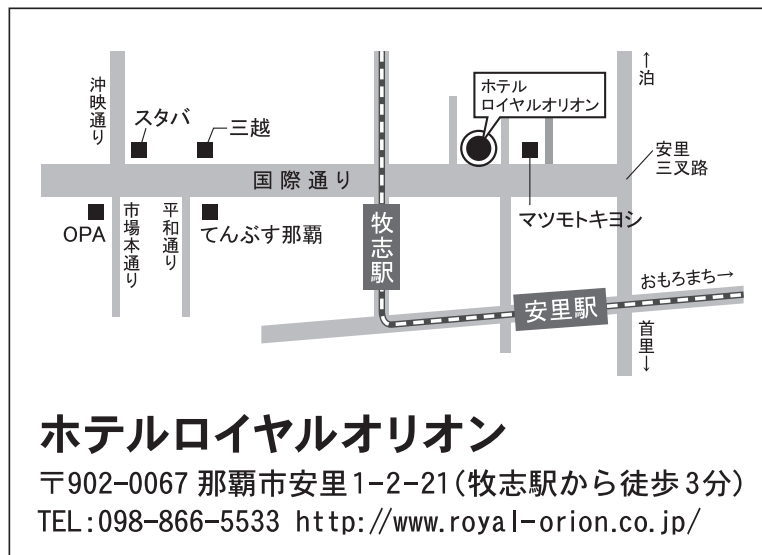 沖映通り
スタバ
三越
ホテル
ロイヤルオリオン
↑泊
安里
三叉路
国際通り
OPA
市場本通り
平和通り
てんぶす那覇
牧志駅
マツモトキヨシ
おもろまち→
安里駅
首里↓
ホテルロイヤルオリオン
〒902-0067 那覇市安里1-2-21(牧志駅から徒歩3分)
TEL:098-866-5533 http://www.royal-orion.co.jp/